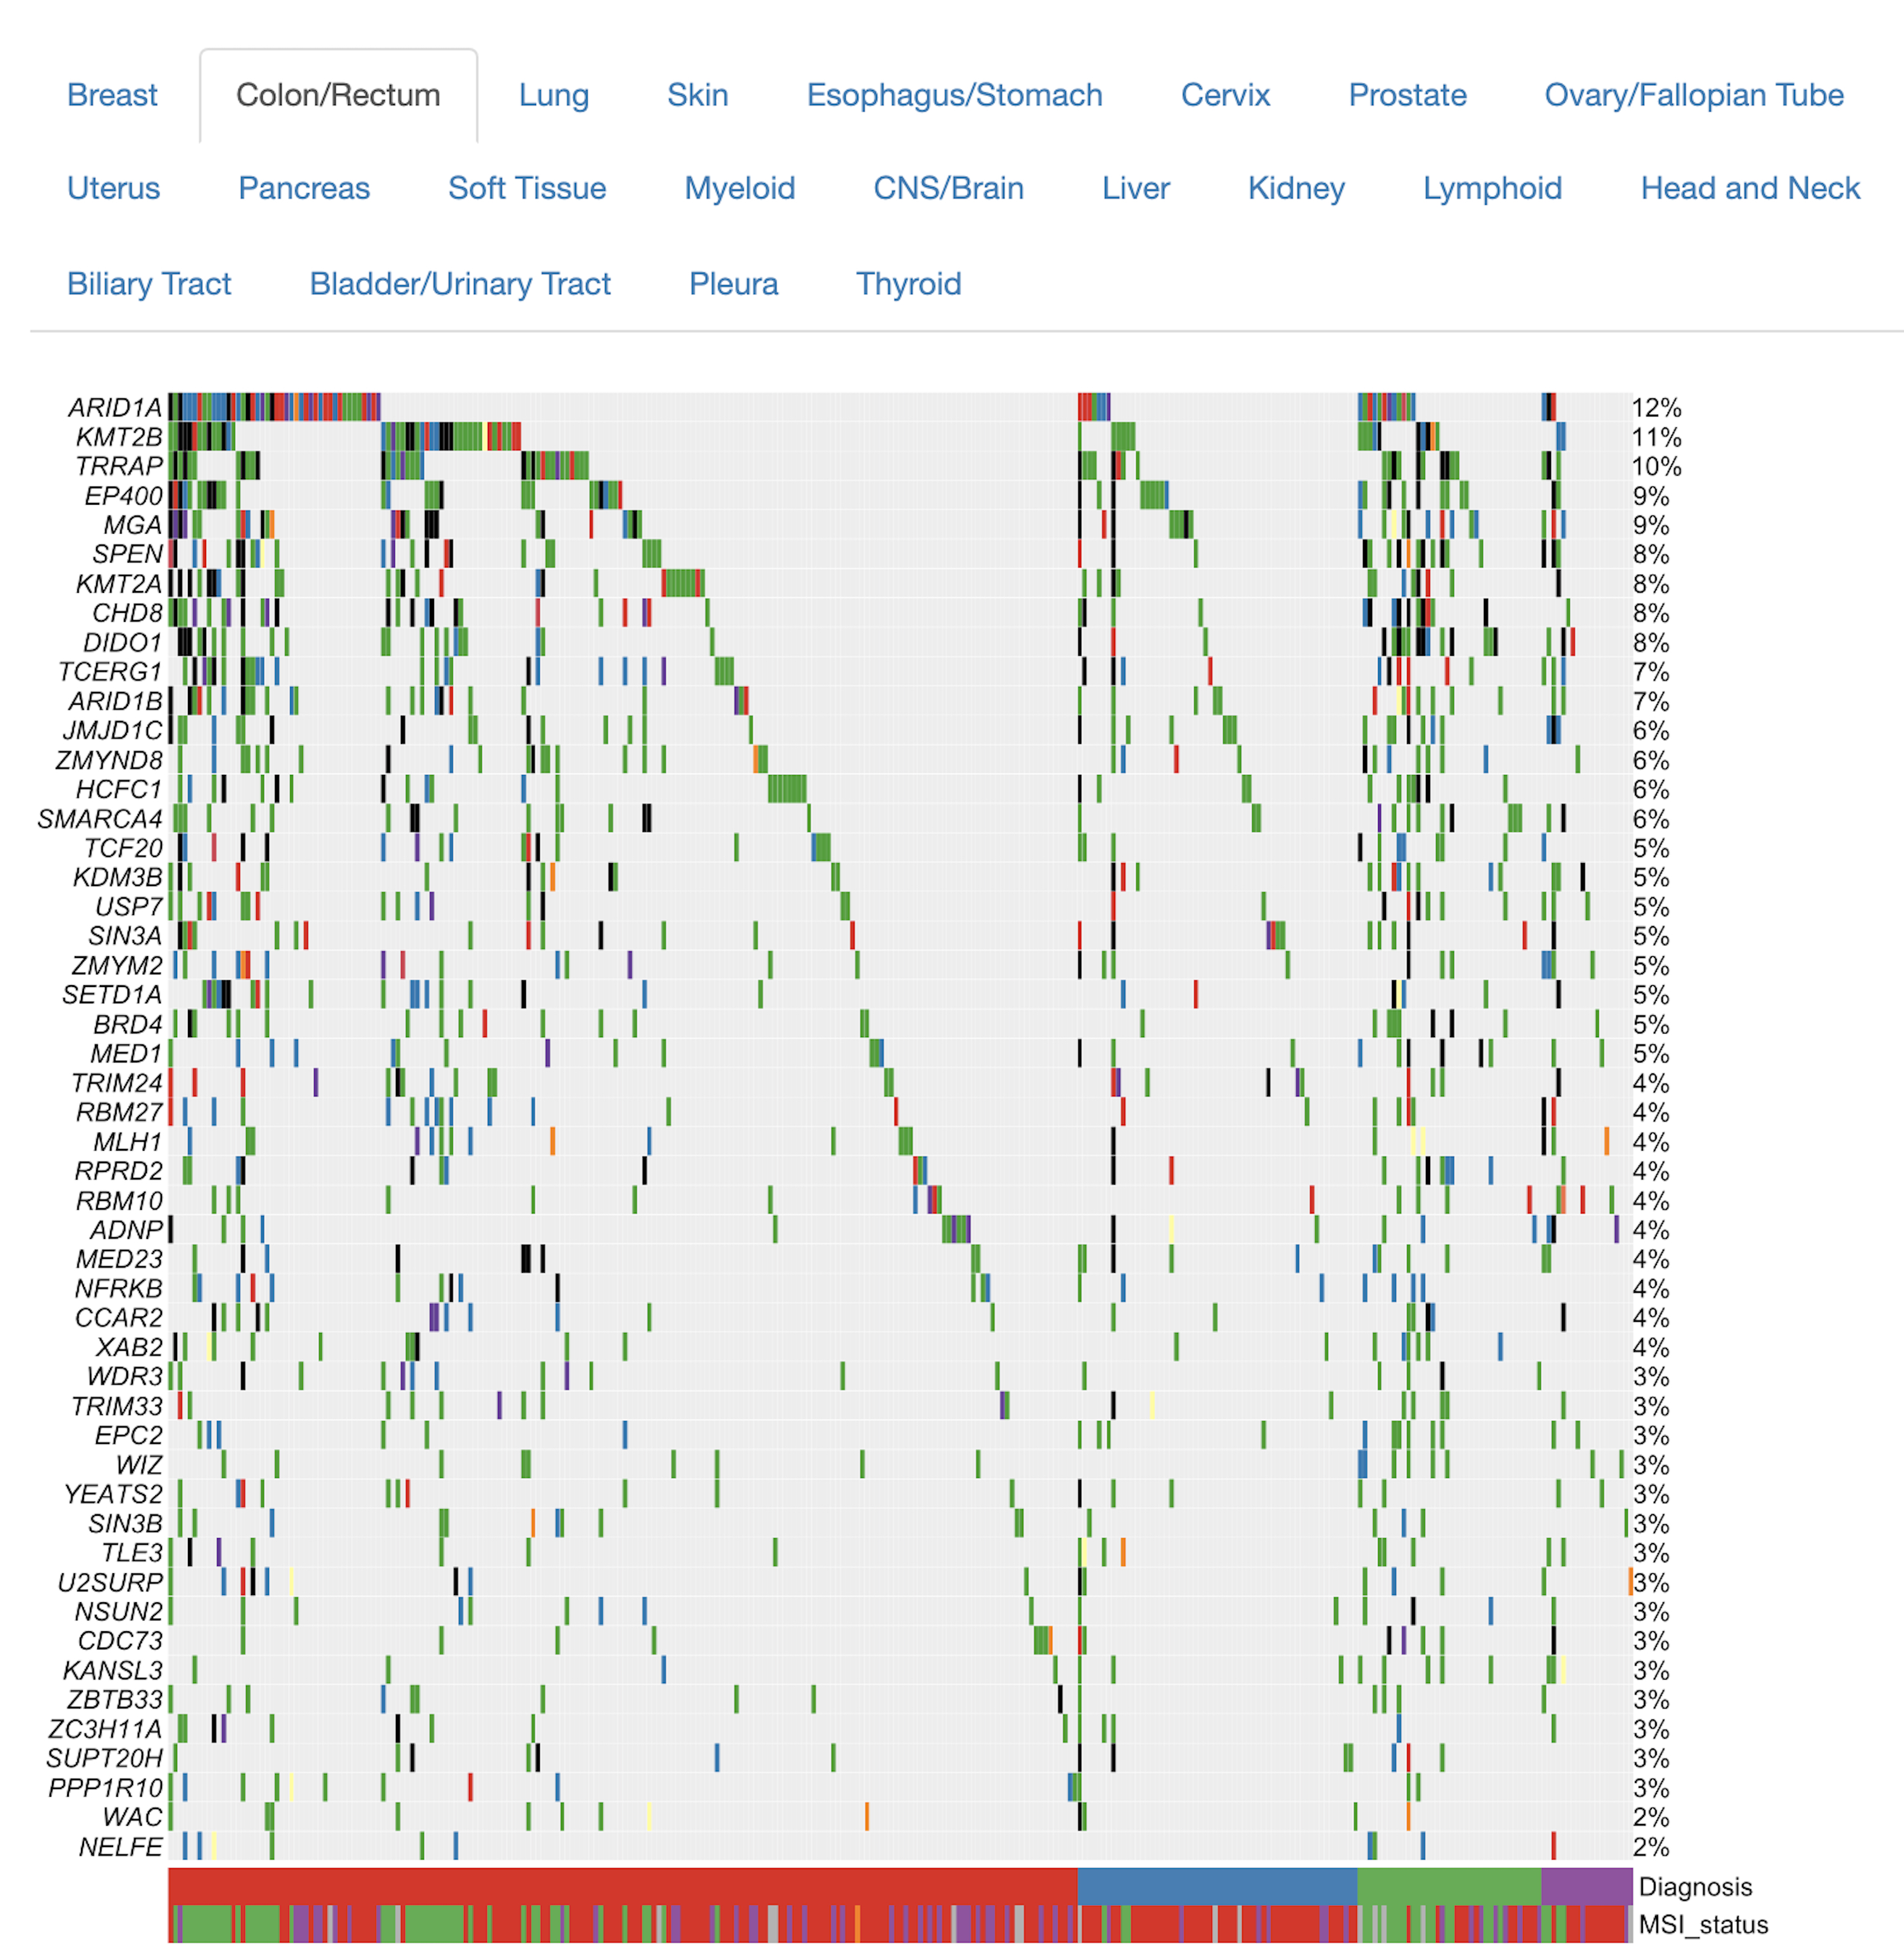 Breast Colon/Rectum Lung Skin Esophagus/Stomach Cervix Prostate Ovary/Fallopian Tube
Uterus Pancreas Soft Tissue Myeloid CNS/Brain Liver Kidney Lymphoid Head and Neck
Biliary Tract Bladder/Urinary Tract Pleura Thyroid
ARID1A 12%
KMT2B 11%
TRRAP 10%
EP400 9%
MGA 9%
SPEN 8%
KMT2A 8%
CHD8 8%
DIDO1 8%
TCERG1 7%
ARID1B 7%
JMJD1C 6%
ZMYND8 6%
HCFC1 6%
SMARCA4 6%
TCF20 5%
KDM3B 5%
USP7 5%
SIN3A 5%
ZMYM2 5%
SETD1A 5%
BRD4 5%
MED1 5%
TRIM24 4%
RBM27 4%
MLH1 4%
RPRD2 4%
RBM10 4%
ADNP 4%
MED23 4%
NFRKB 4%
CCAR2 4%
XAB2 4%
WDR3 3%
TRIM33 3%
EPC2 3%
WIZ 3%
YEATS2 3%
SIN3B 3%
TLE3 3%
U2SURP 3%
NSUN2 3%
CDC73 3%
KANSL3 3%
ZBTB33 3%
ZC3H11A 3%
SUPT20H 3%
PPP1R10 3%
WAC 2%
NELFE 2%
Diagnosis
MSI_status